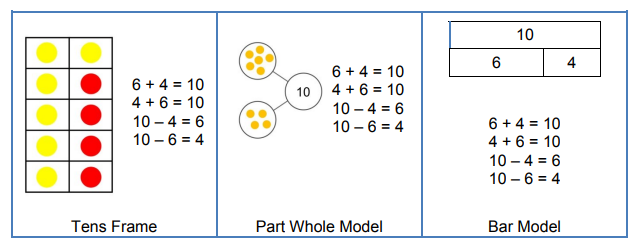 6 + 4 = 10
4 + 6 = 10
10 – 4 = 6
10 – 6 = 4
Tens Frame
10
6 + 4 = 10
4 + 6 = 10
10 – 4 = 6
10 – 6 = 4
Part Whole Model
10
6 4
6 + 4 = 10
4 + 6 = 10
10 – 4 = 6
10 – 6 = 4
Bar Model